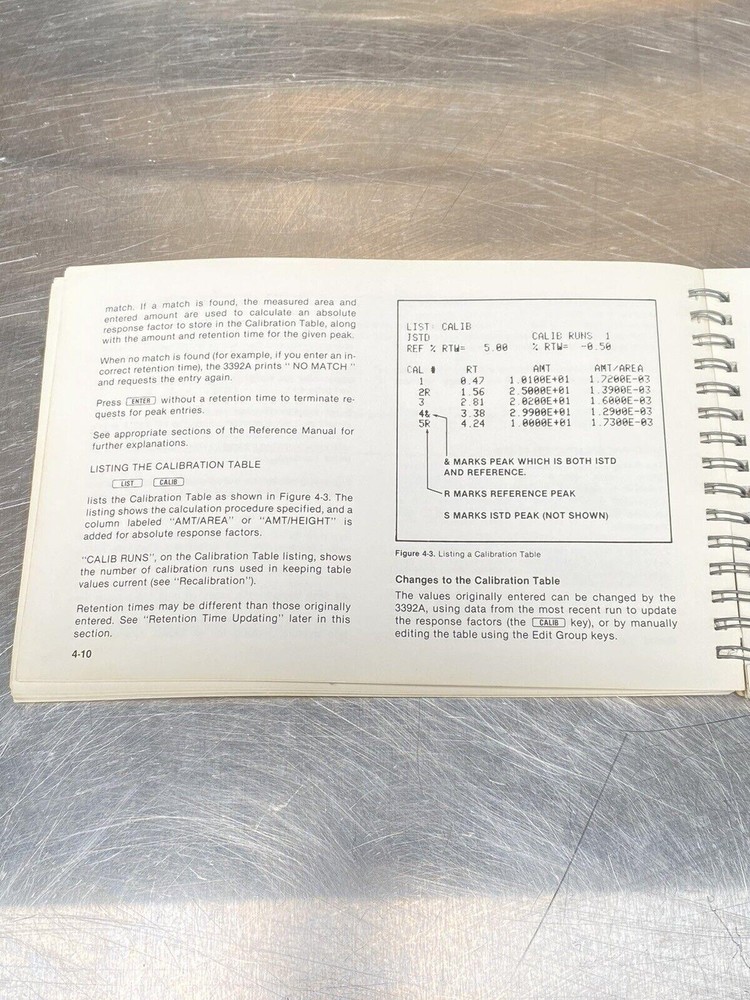 match. If a match is found, the measured area and
entered amount are used to calculate an absolute
response factor to store in the Calibration Table, along
with the amount and retention time for the given peak.
When no match is found (for example, if you enter an in-
correct retention time), the 3392A prints " NO MATCH "
and requests the entry again.
Press ENTER without a retention time to terminate re-
quests for peak entries.
See appropriate sections of the Reference Manual for
further explanations.
LISTING THE CALIBRATION TABLE
LIST CALIB
lists the Calibration Table as shown in Figure 4-3. The
listing shows the calculation procedure specified, and a
column labeled "AMT/AREA" or "AMT/HEIGHT" is
added for absolute response factors.
"CALIB RUNS", on the Calibration Table listing, shows
the number of calibration runs used in keeping table
values current (see "Recalibration").
Retention times may be different than those originally
entered. See "Retention Time Updating" later in this
section.
4-10
LIST: CALIB
ISTD CALIB RUNS 1
REF % RTW= 5.00 % RTW= -0.50
CAL # RT AMT AMT/AREA
1 0.47 1.0100E+01 1.7200E-03
2R 1.56 2.5000E+01 1.3900E-03
3 2.81 2.0200E+01 1.6000E-03
4& 3.38 2.9900E+01 1.2900E-03
5R 4.24 1.0000E+01 1.7300E-03
& MARKS PEAK WHICH IS BOTH ISTD
AND REFERENCE.
R MARKS REFERENCE PEAK
S MARKS ISTD PEAK (NOT SHOWN)
Figure 4-3. Listing a Calibration Table
Changes to the Calibration Table
The values originally entered can be changed by the
3392A, using data from the most recent run to update
the response factors (the CALIB key), or by manually
editing the table using the Edit Group keys.